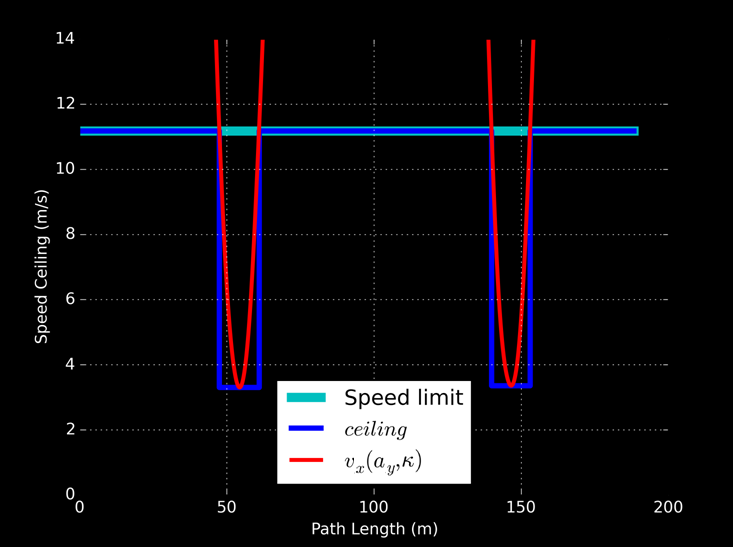 14
12
10
8
6
4
2
0
Speed Ceiling (m/s)
Speed limit
ceiling
v_x(a_y,κ)
0 50 100 150 200
Path Length (m)